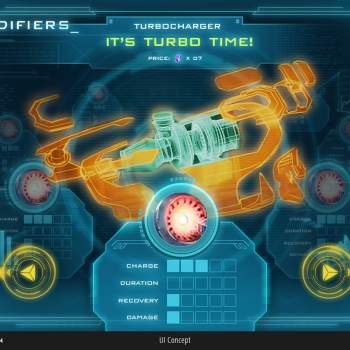 DIFIERS_
TURBOCHARGER
IT'S TURBO TIME!
PRICE: X 07
CHARGE
DURATION
RECOVERY
DAMAGE
UI Concept